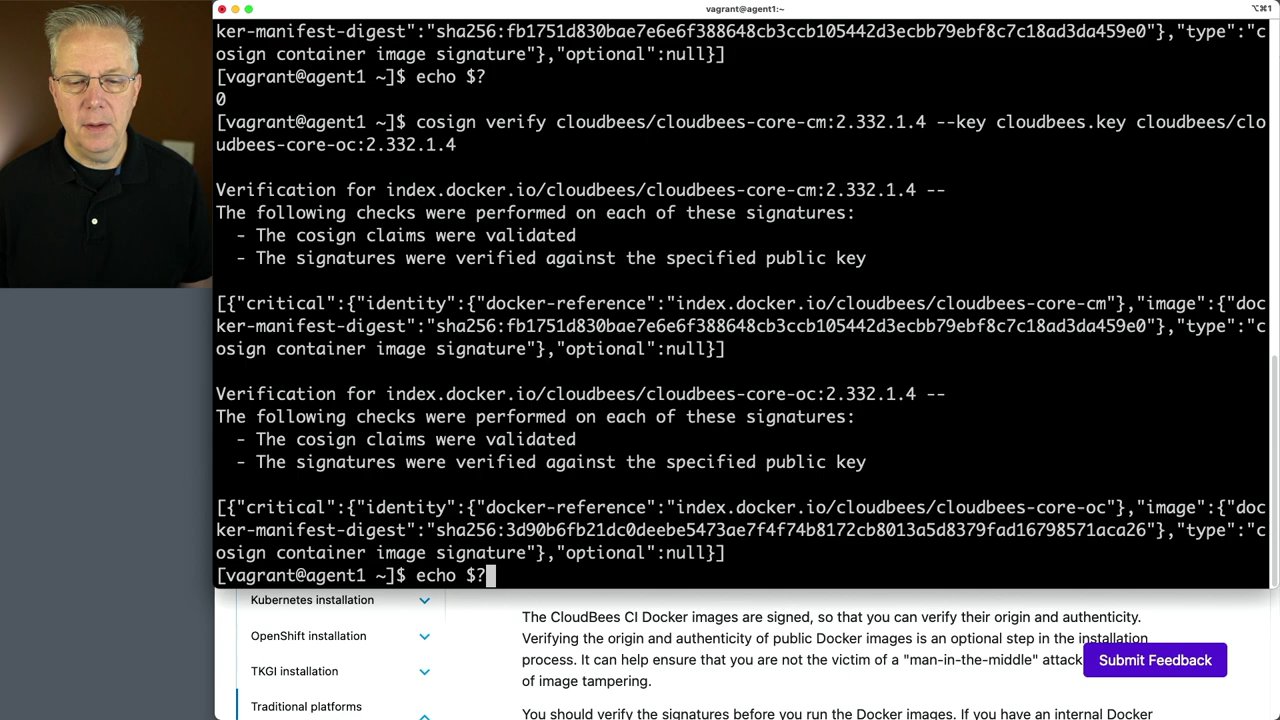 vagrant@agent1:~
⌥⌘1
ker-manifest-digest":"sha256:fb1751d830bae7e6e6f388648cb3ccb105442d3ecbb79ebf8c7c18ad3da459e0"},"type":"c
osign container image signature"},"optional":null}]
[vagrant@agent1 ~]$ echo $?
0
[vagrant@agent1 ~]$ cosign verify cloudbees/cloudbees-core-cm:2.332.1.4 --key cloudbees.key cloudbees/clo
udbees-core-oc:2.332.1.4
Verification for index.docker.io/cloudbees/cloudbees-core-cm:2.332.1.4 --
The following checks were performed on each of these signatures:
- The cosign claims were validated
- The signatures were verified against the specified public key
[{"critical":{"identity":{"docker-reference":"index.docker.io/cloudbees/cloudbees-core-cm"},"image":{"doc
ker-manifest-digest":"sha256:fb1751d830bae7e6e6f388648cb3ccb105442d3ecbb79ebf8c7c18ad3da459e0"},"type":"c
osign container image signature"},"optional":null}]
Verification for index.docker.io/cloudbees/cloudbees-core-oc:2.332.1.4 --
The following checks were performed on each of these signatures:
- The cosign claims were validated
- The signatures were verified against the specified public key
[{"critical":{"identity":{"docker-reference":"index.docker.io/cloudbees/cloudbees-core-oc"},"image":{"doc
ker-manifest-digest":"sha256:3d90b6fb21dc0deebe5473ae7f4f74b8172cb8013a5d8379fad16798571aca26"},"type":"c
osign container image signature"},"optional":null}]
[vagrant@agent1 ~]$ echo $?
Kubernetes installation
OpenShift installation
TKGI installation
Traditional platforms
The CloudBees CI Docker images are signed, so that you can verify their origin and authenticity.
Verifying the origin and authenticity of public Docker images is an optional step in the installation
process. It can help ensure that you are not the victim of a "man-in-the-middle" attack
of image tampering.
You should verify the signatures before you run the Docker images. If you have an internal Docker
Submit Feedback